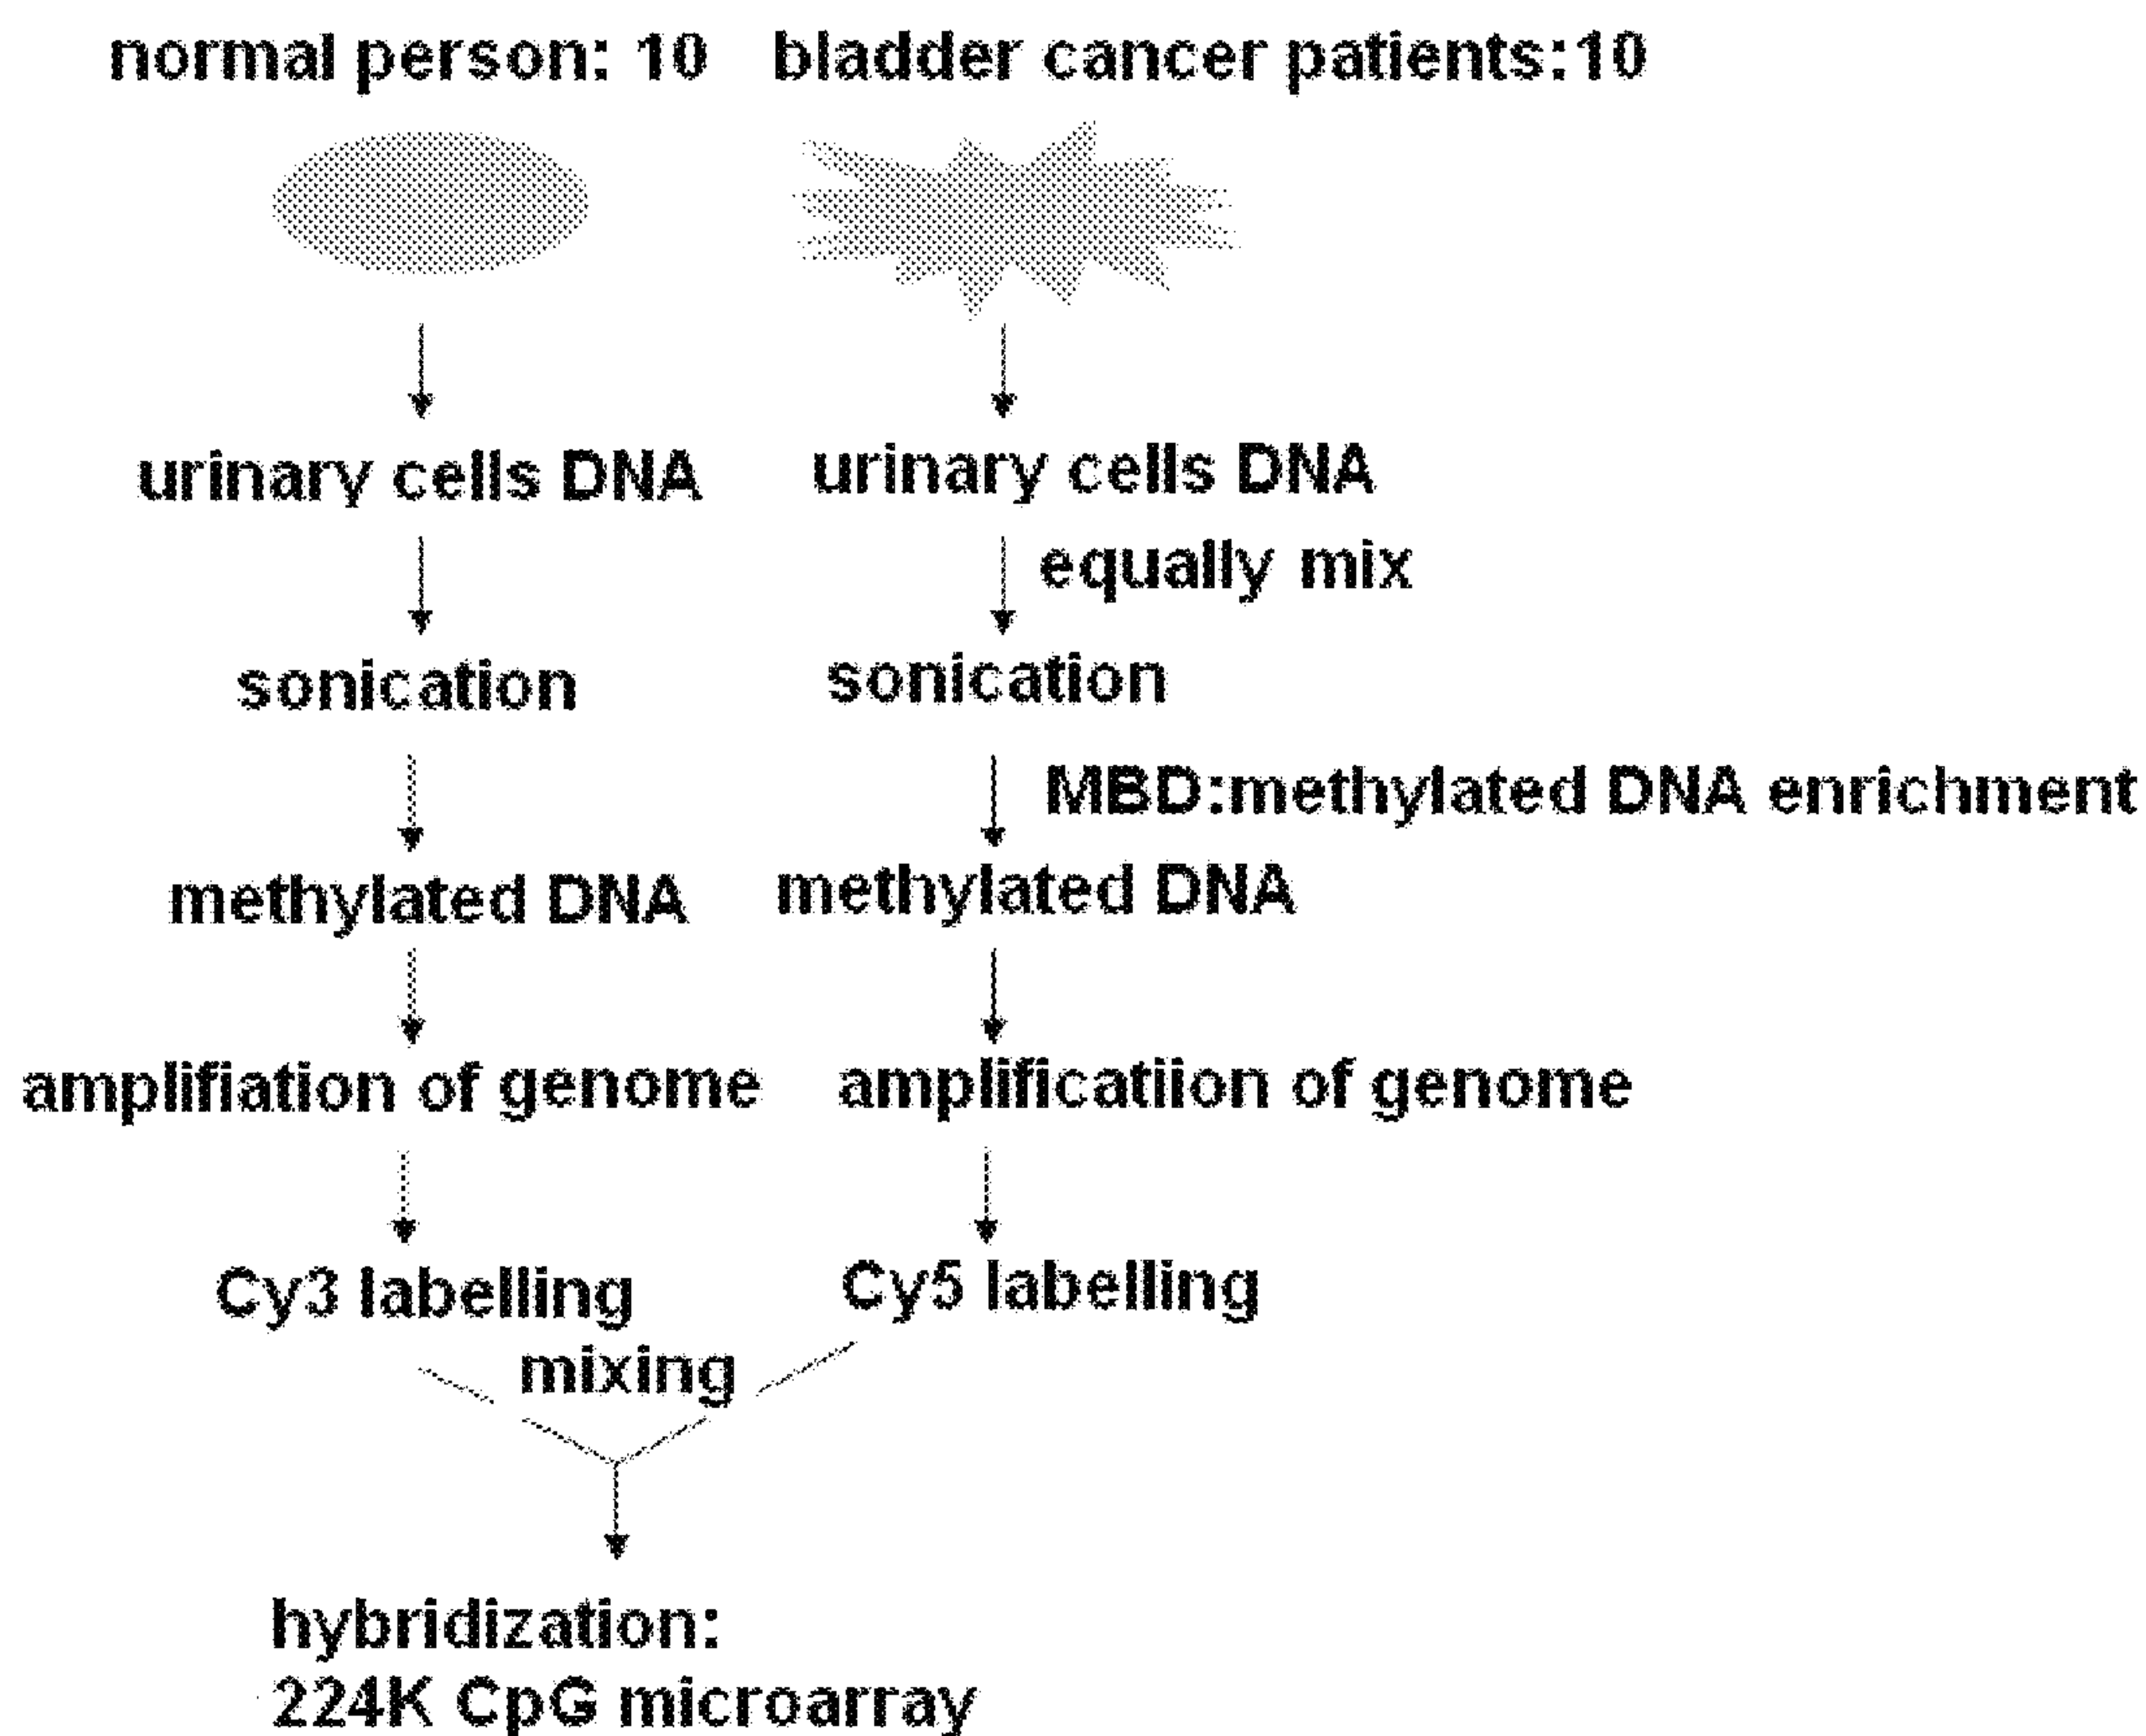 normal person: 10 bladder cancer patients:10
urinary cells DNA urinary cells DNA
equally mix
sonication sonication
MBD:methylated DNA enrichment
methylated DNA methylated DNA
amplifiation of genome amplificatiion of genome
Cy3 labelling Cy5 labelling
mixing
hybridization:
224K CpG microarray